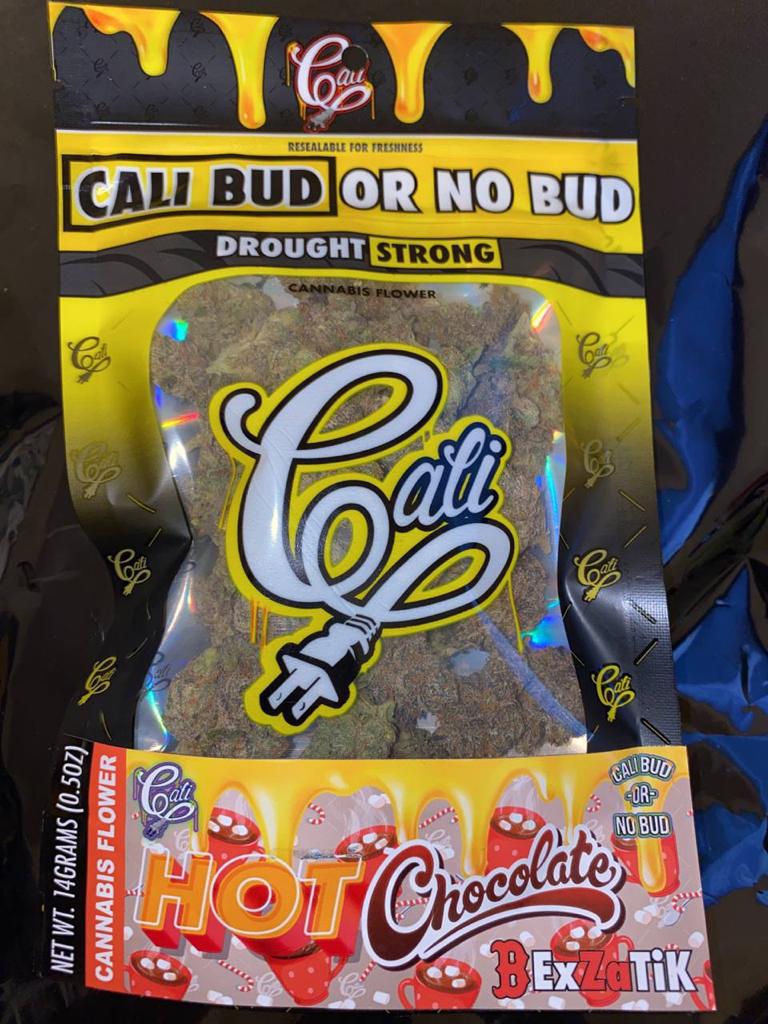 Cali
RESEALABLE FOR FRESHNESS
CALI BUD OR NO BUD
DROUGHT STRONG
CANNABIS FLOWER
Cali
NET WT. 14GRAMS (0.5OZ)
CANNABIS FLOWER
Cali
CALI BUD
-OR-
NO BUD
HOT Chocolate
BExZaTiK